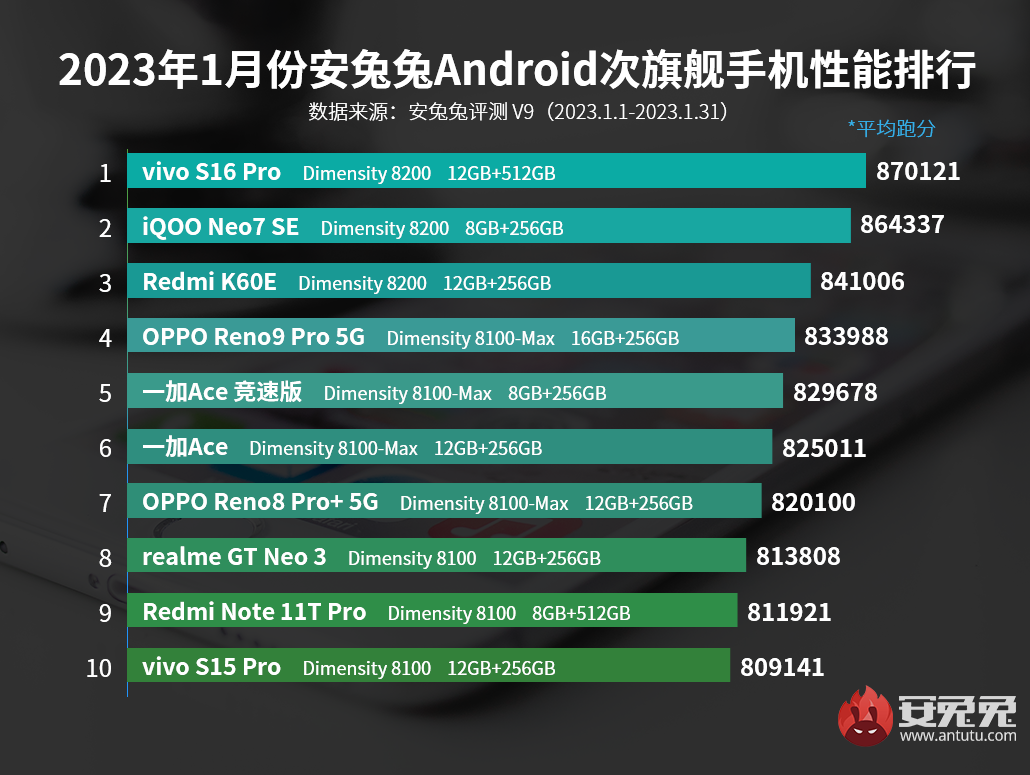 2023年1月份安兔兔Android次旗舰手机性能排行
数据来源：安兔兔评测 V9（2023.1.1-2023.1.31）
*平均跑分
1 vivo S16 Pro Dimensity 8200 12GB+512GB 870121
2 iQOO Neo7 SE Dimensity 8200 8GB+256GB 864337
3 Redmi K60E Dimensity 8200 12GB+256GB 841006
4 OPPO Reno9 Pro 5G Dimensity 8100-Max 16GB+256GB 833988
5 一加Ace 竞速版 Dimensity 8100-Max 8GB+256GB 829678
6 一加Ace Dimensity 8100-Max 12GB+256GB 825011
7 OPPO Reno8 Pro+ 5G Dimensity 8100-Max 12GB+256GB 820100
8 realme GT Neo 3 Dimensity 8100 12GB+256GB 813808
9 Redmi Note 11T Pro Dimensity 8100 8GB+512GB 811921
10 vivo S15 Pro Dimensity 8100 12GB+256GB 809141
安兔兔
www.antutu.com